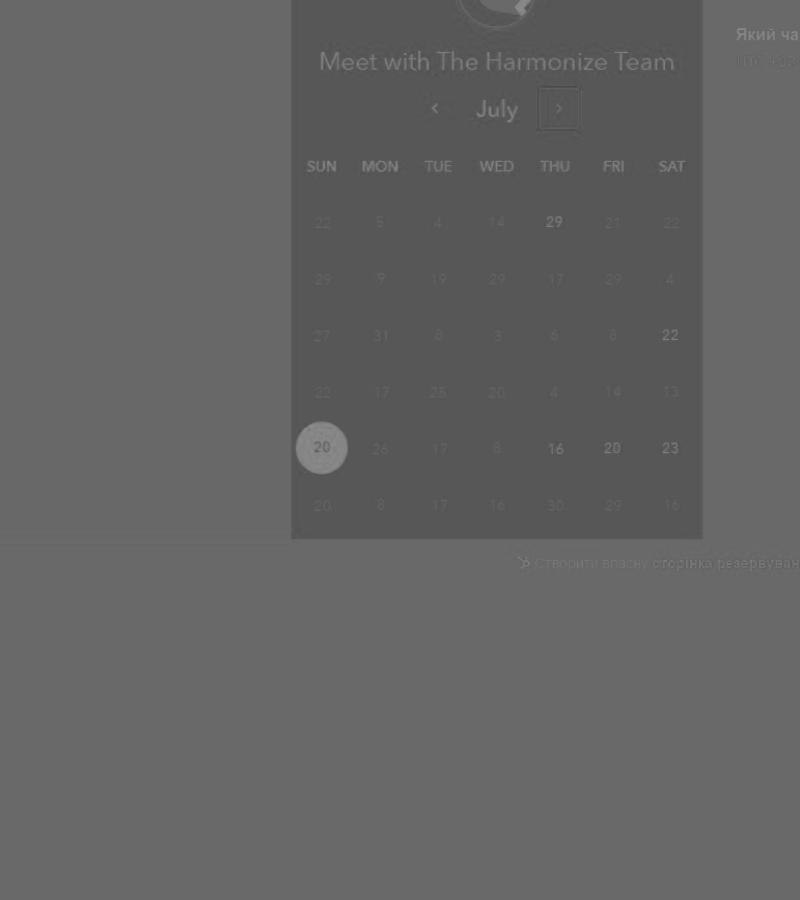 Який ча
Meet with The Harmonize Team
July
SUN MON TUE WED THU FRI SAT
22 5 4 14 29 21 22
29 9 19 29 17 29 4
27 31 8 3 6 8 22
22 17 25 20 4 14 13
20 26 17 8 16 20 23
20 8 17 16 30 29 16
Створити власну сторінка резервуван